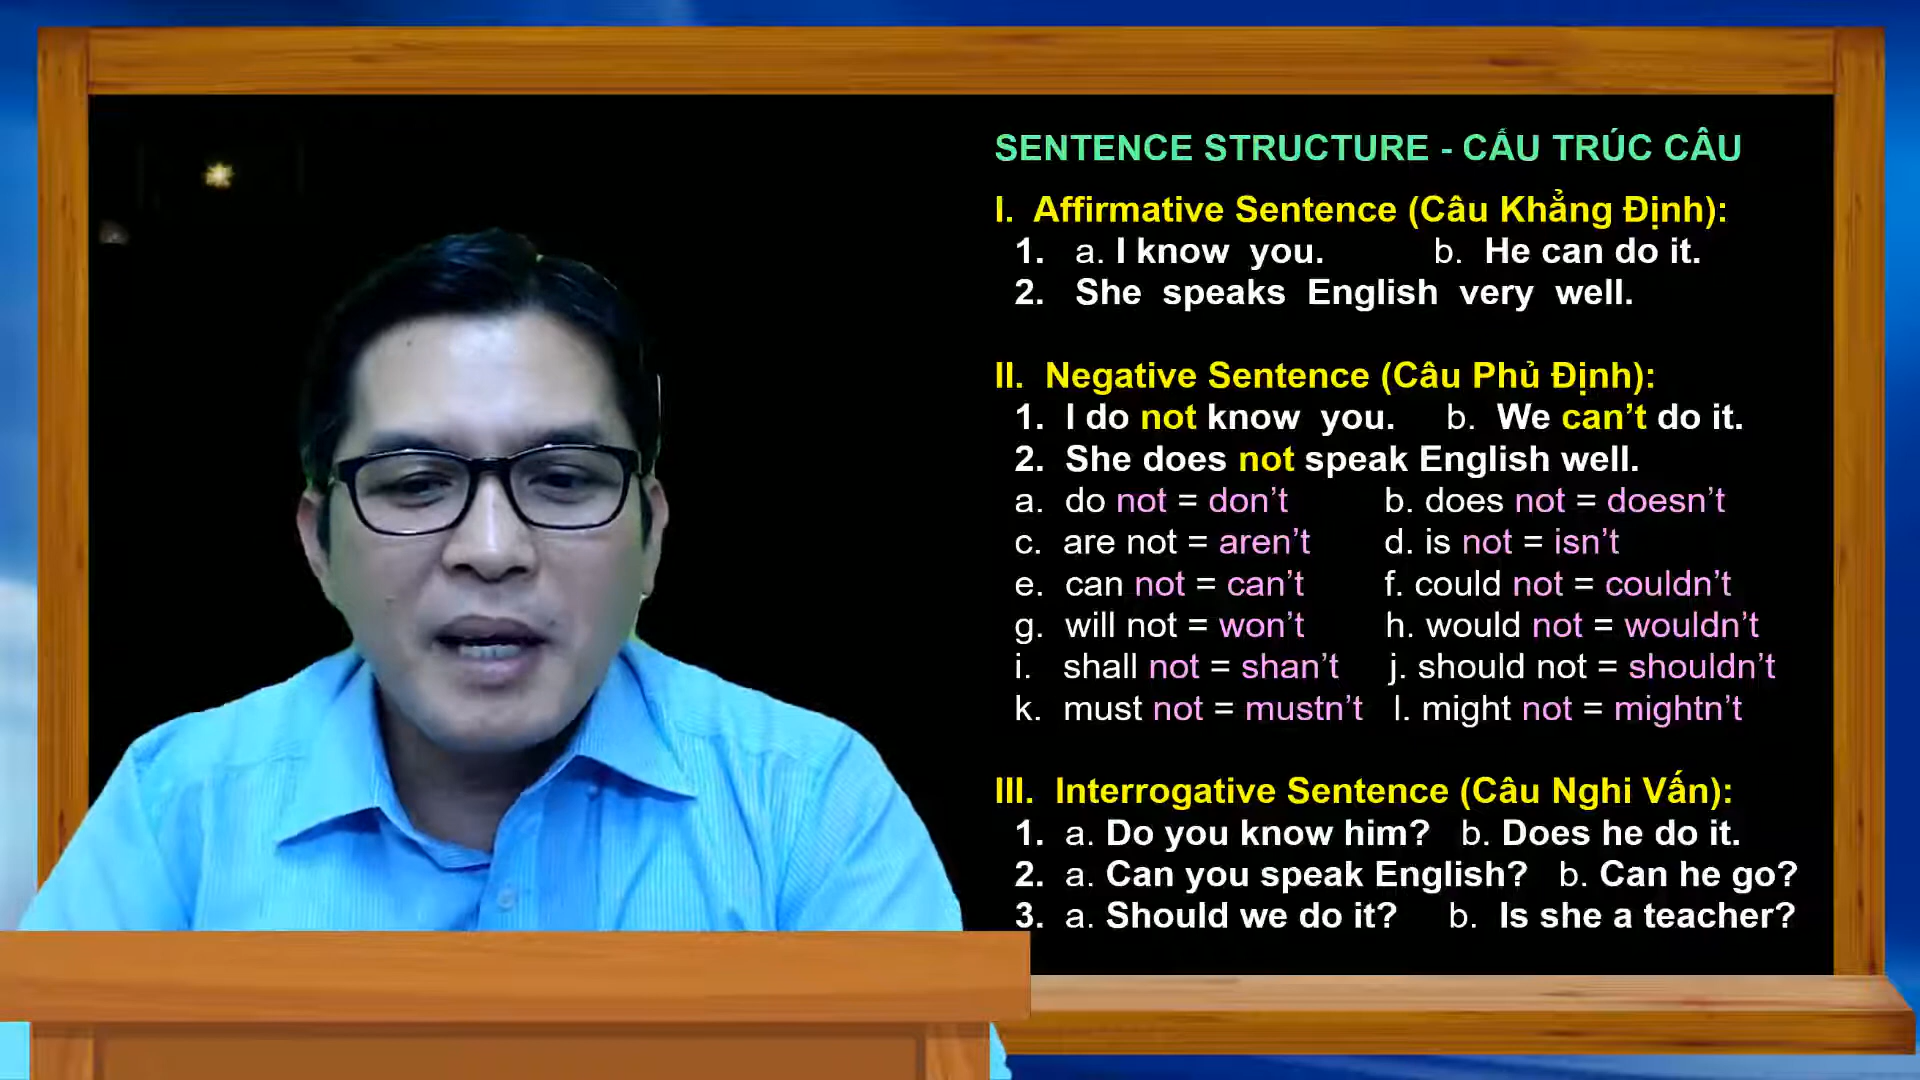 SENTENCE STRUCTURE - CẤU TRÚC CÂU
I. Affirmative Sentence (Câu Khẳng Định):
1. a. I know you. b. He can do it.
2. She speaks English very well.
II. Negative Sentence (Câu Phủ Định):
1. I do not know you. b. We can’t do it.
2. She does not speak English well.
a. do not = don’t b. does not = doesn’t
c. are not = aren’t d. is not = isn’t
e. can not = can’t f. could not = couldn’t
g. will not = won’t h. would not = wouldn’t
i. shall not = shan’t j. should not = shouldn’t
k. must not = mustn’t l. might not = mightn’t
III. Interrogative Sentence (Câu Nghi Vấn):
1. a. Do you know him? b. Does he do it.
2. a. Can you speak English? b. Can he go?
3. a. Should we do it? b. Is she a teacher?